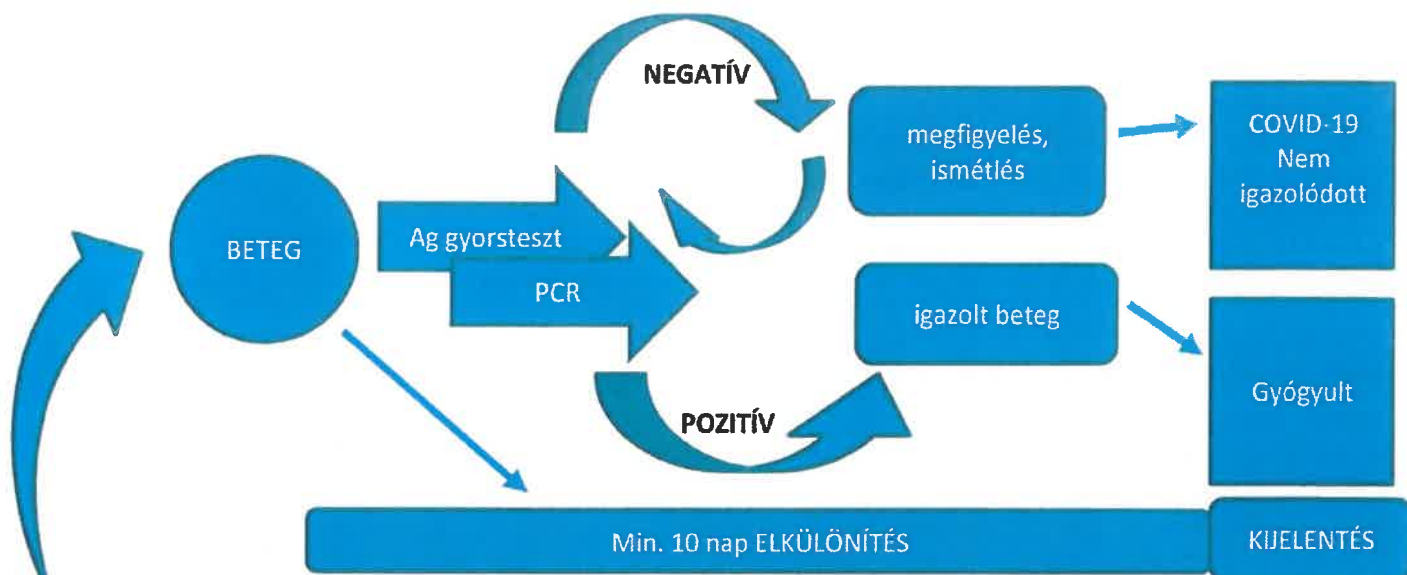 NEGATÍV
megfigyelés,
ismétlés
COVID-19
Nem
igazolódott
BETEG
Ag gyorsteszt
PCR
igazolt beteg
Gyógyult
POZITÍV
Min. 10 nap ELKÜLÖNÍTÉS
KIJELENTÉS